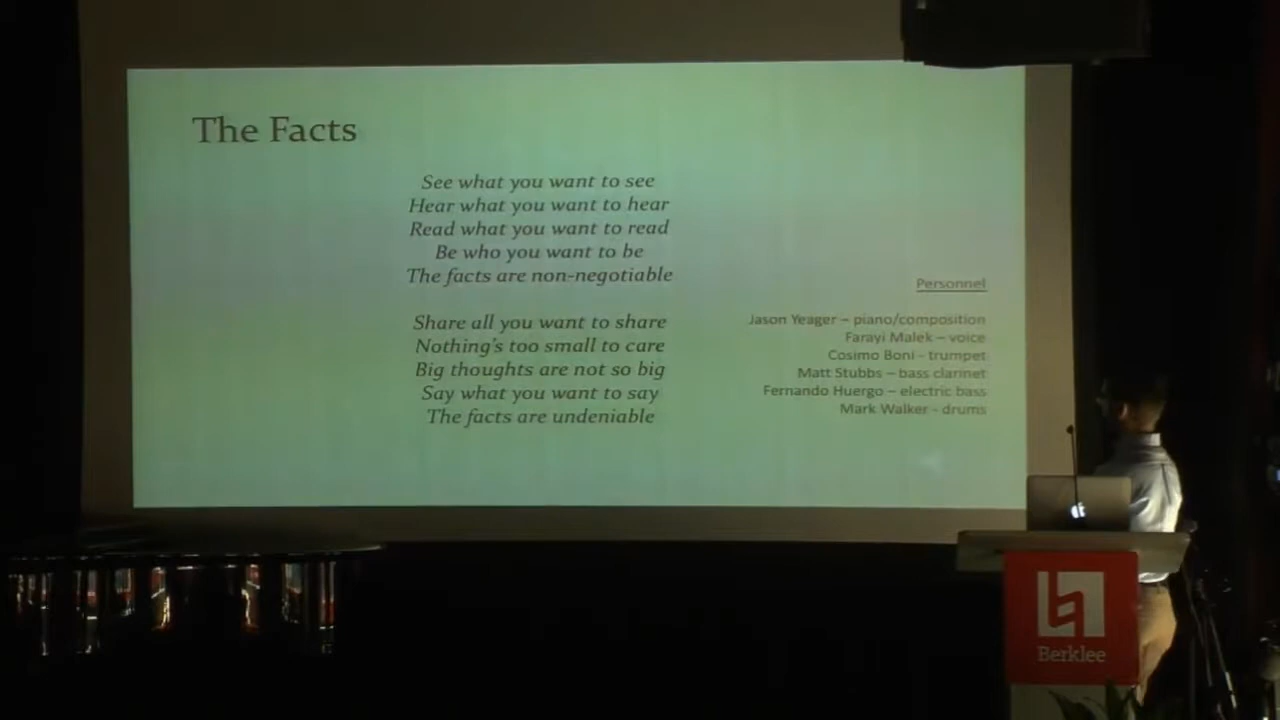 The Facts
See what you want to see
Hear what you want to hear
Read what you want to read
Be who you want to be
The facts are non-negotiable
Share all you want to share
Nothing's too small to care
Big thoughts are not so big
Say what you want to say
The facts are undeniable
Personnel
Jason Yeager – piano/composition
Farayi Malek – voice
Cosimo Boni - trumpet
Matt Stubbs – bass clarinet
Fernando Huergo – electric bass
Mark Walker - drums
Berklee